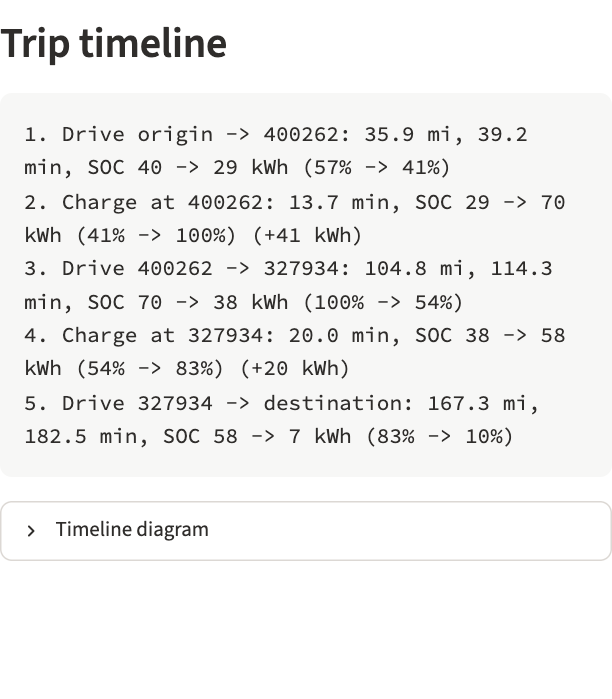 Trip timeline
1. Drive origin -> 400262: 35.9 mi, 39.2
min, SOC 40 -> 29 kWh (57% -> 41%)
2. Charge at 400262: 13.7 min, SOC 29 -> 70
kWh (41% -> 100%) (+41 kWh)
3. Drive 400262 -> 327934: 104.8 mi, 114.3
min, SOC 70 -> 38 kWh (100% -> 54%)
4. Charge at 327934: 20.0 min, SOC 38 -> 58
kWh (54% -> 83%) (+20 kWh)
5. Drive 327934 -> destination: 167.3 mi,
182.5 min, SOC 58 -> 7 kWh (83% -> 10%)
Timeline diagram